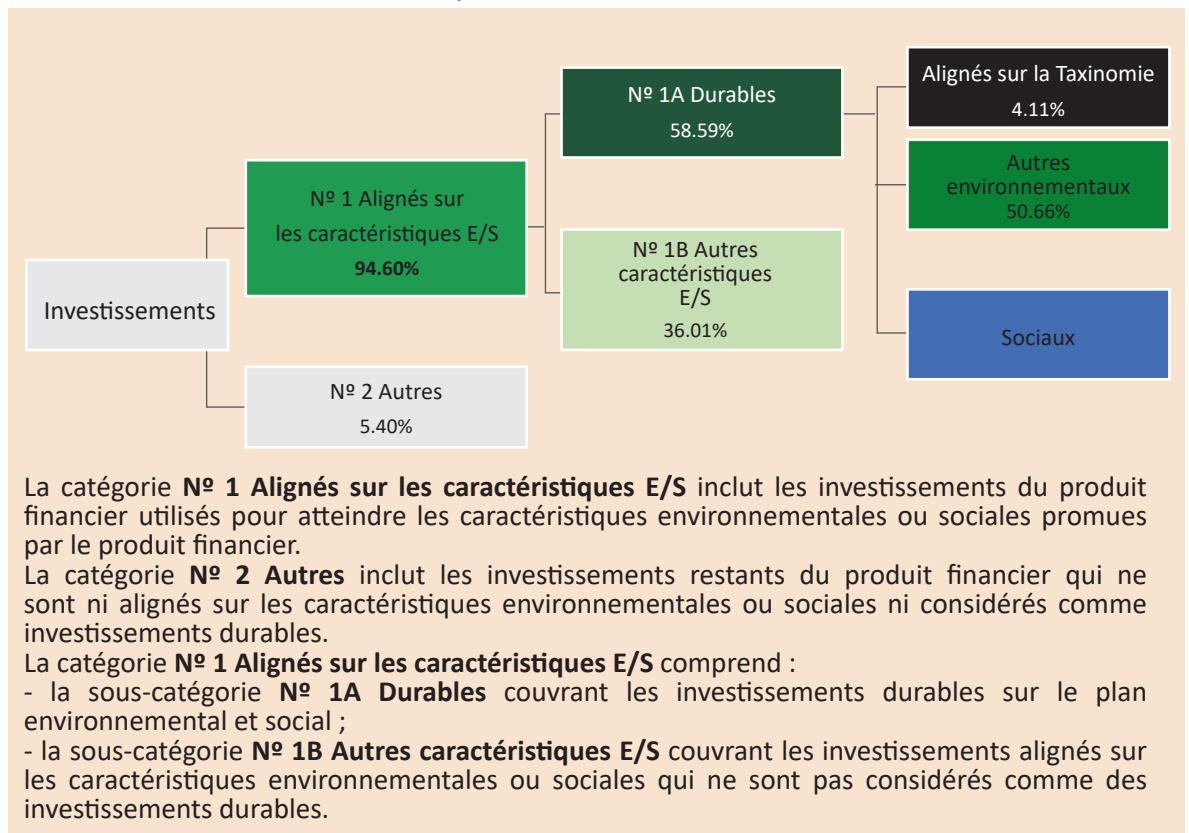 Investissements
Nº 1 Alignés sur
les caractéristiques E/S
94.60%
Nº 2 Autres
5.40%
Nº 1A Durables
58.59%
Nº 1B Autres
caractéristiques
E/S
36.01%
Alignés sur la Taxinomie
4.11%
Autres
environnementaux
50.66%
Sociaux
La catégorie Nº 1 Alignés sur les caractéristiques E/S inclut les investissements du produit
financier utilisés pour atteindre les caractéristiques environnementales ou sociales promues
par le produit financier.
La catégorie Nº 2 Autres inclut les investissements restants du produit financier qui ne
sont ni alignés sur les caractéristiques environnementales ou sociales ni considérés comme
investissements durables.
La catégorie Nº 1 Alignés sur les caractéristiques E/S comprend :
- la sous-catégorie Nº 1A Durables couvrant les investissements durables sur le plan
environnemental et social ;
- la sous-catégorie Nº 1B Autres caractéristiques E/S couvrant les investissements alignés sur
les caractéristiques environnementales ou sociales qui ne sont pas considérés comme des
investissements durables.